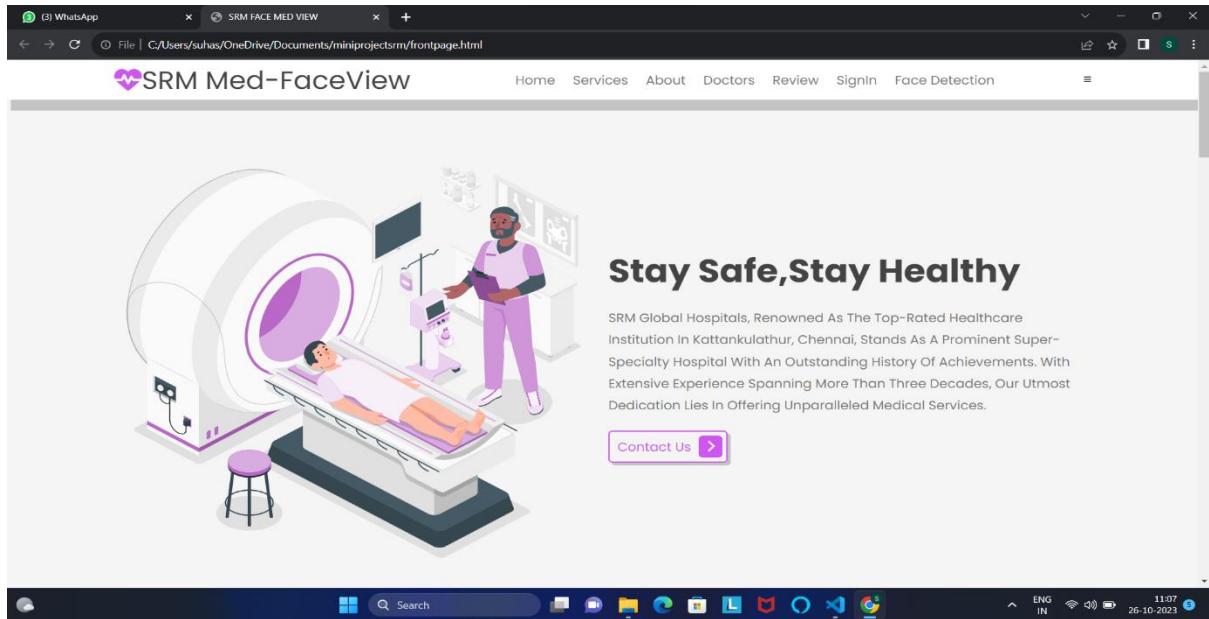 (3) WhatsApp
SRM FACE MED VIEW
File | C:/Users/suhas/OneDrive/Documents/miniprojectsrm/frontpage.html
S
SRM Med-FaceView
Home Services About Doctors Review SignIn Face Detection
Stay Safe,Stay Healthy
SRM Global Hospitals, Renowned As The Top-Rated Healthcare
Institution In Kattankulathur, Chennai, Stands As A Prominent Super-
Specialty Hospital With An Outstanding History Of Achievements. With
Extensive Experience Spanning More Than Three Decades, Our Utmost
Dedication Lies In Offering Unparalleled Medical Services.
Contact Us
Search
L
ENG
IN
11:07
26-10-2023
5